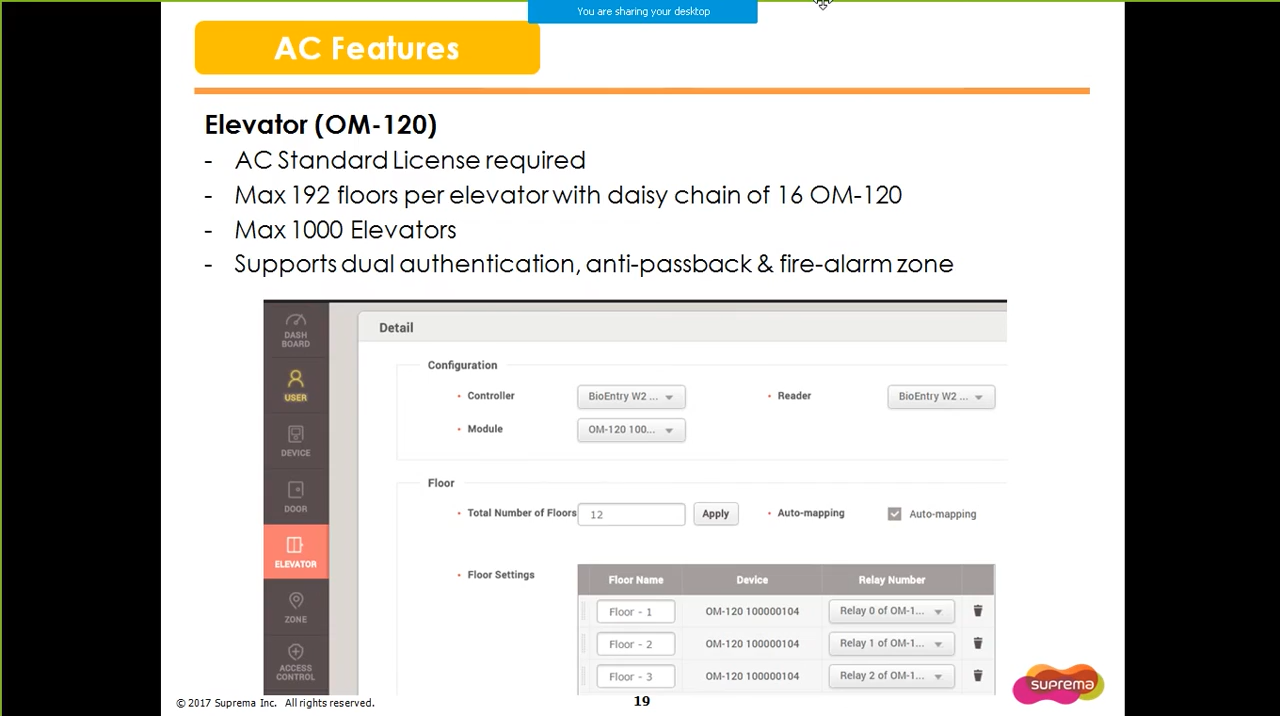 You are sharing your desktop
AC Features
Elevator (OM-120)
- AC Standard License required
- Max 192 floors per elevator with daisy chain of 16 OM-120
- Max 1000 Elevators
- Supports dual authentication, anti-passback & fire-alarm zone
DASH
BOARD
USER
DEVICE
DOOR
ELEVATOR
ZONE
ACCESS
CONTROL
Detail
Configuration
• Controller BioEntry W2 ... • Reader BioEntry W2 ...
• Module OM-120 100...
Floor
• Total Number of Floors 12 Apply • Auto-mapping Auto-mapping
• Floor Settings
Floor Name Device Relay Number
Floor - 1 OM-120 100000104 Relay 0 of OM-1...
Floor - 2 OM-120 100000104 Relay 1 of OM-1...
Floor - 3 OM-120 100000104 Relay 2 of OM-1...
suprema
© 2017 Suprema Inc. All rights reserved.
19